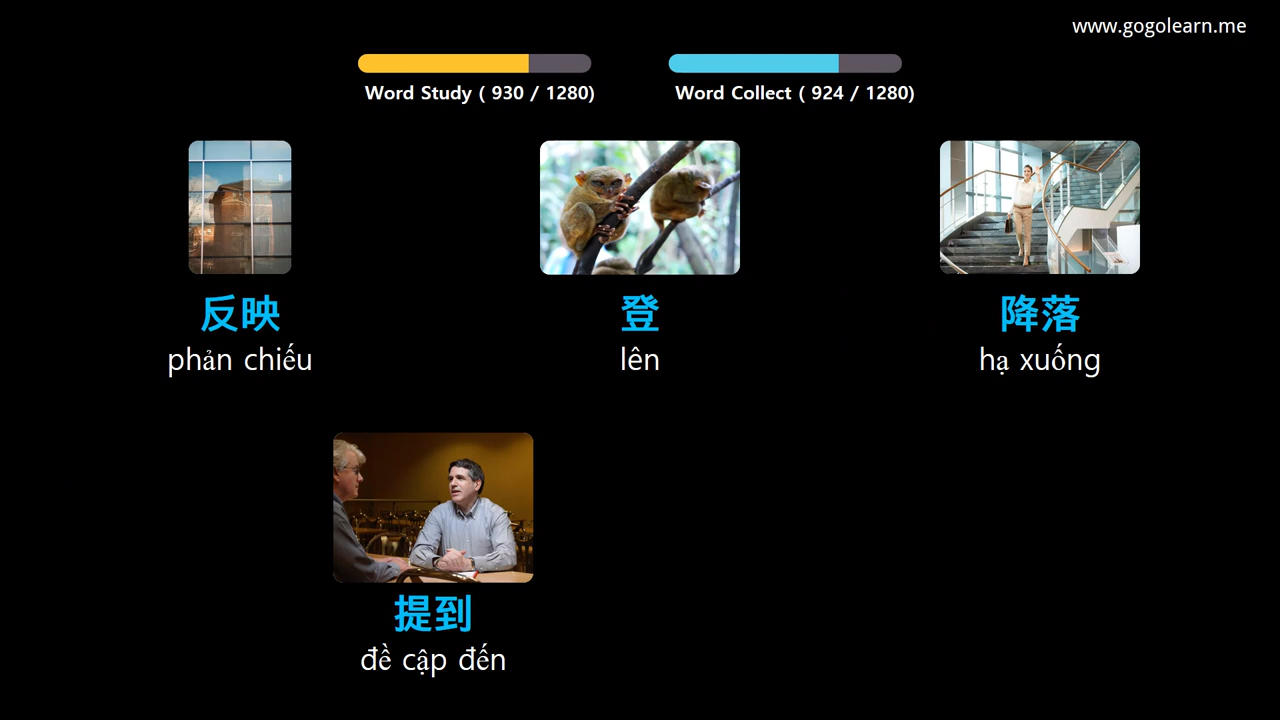 www.gogolearn.me
Word Study ( 930 / 1280)
Word Collect ( 924 / 1280)
反映
phản chiếu
登
lên
降落
hạ xuống
提到
đề cập đến